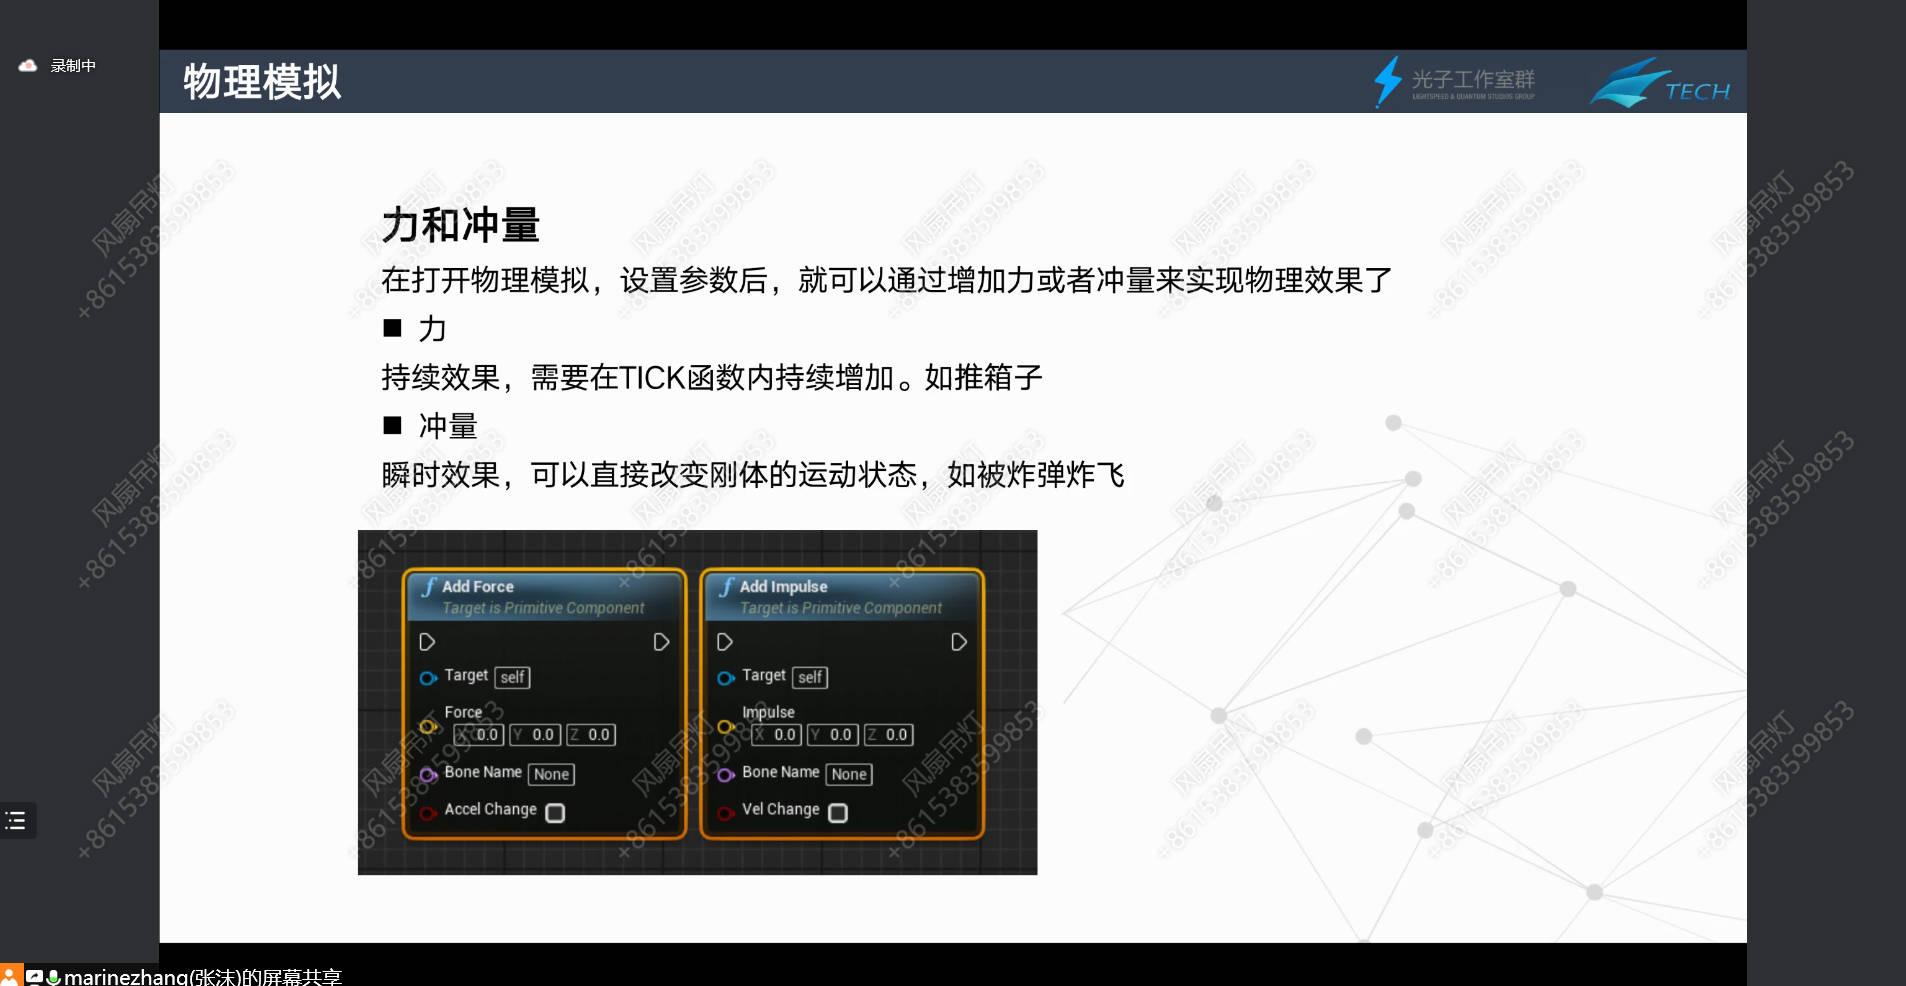 录制中
物理模拟
光子工作室群
LIGHTSPEED & QUANTUM STUDIOS GROUP
TECH
力和冲量
在打开物理模拟，设置参数后，就可以通过增加力或者冲量来实现物理效果了
■ 力
持续效果，需要在TICK函数内持续增加。如推箱子
■ 冲量
瞬时效果，可以直接改变刚体的运动状态，如被炸弹炸飞
f Add Force
Target is Primitive Component
Target self
Force
X 0.0 Y 0.0 Z 0.0
Bone Name None
Accel Change
f Add Impulse
Target is Primitive Component
Target self
Impulse
X 0.0 Y 0.0 Z 0.0
Bone Name None
Vel Change
marinezhang(张沫)的屏幕共享
风扇吊灯
+8615383599853